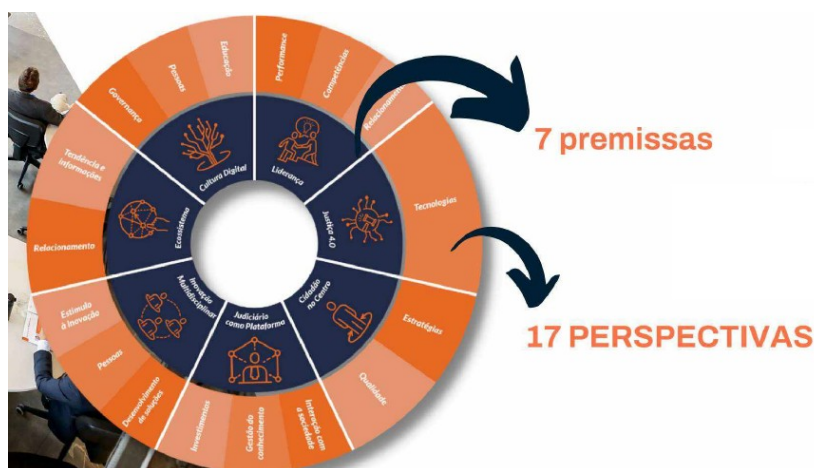 Governança
Pessoas
Educação
Performance
Competências
Relacionamento
Tecnologias
Estratégias
Qualidade
Interação com
a sociedade
Gestão do
conhecimento
Investimentos
Desenvolvimento
de soluções
Pessoas
Estímulo
à Inovação
Relacionamento
Tendência e
informações
Cultura Digital
Liderança
Justiça 4.0
Cidadão
no Centro
Judiciário
como Plataforma
Inovação
Multidisciplinar
Ecossistema
7 premissas
17 PERSPECTIVAS